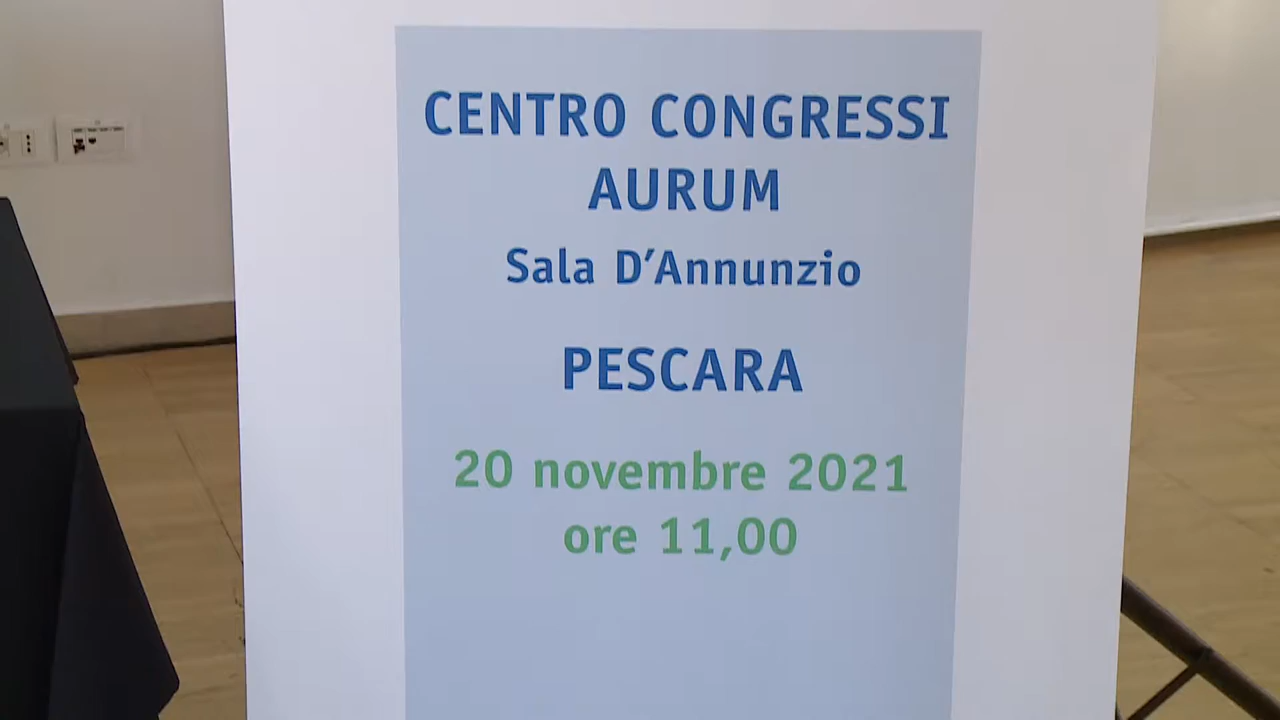 CENTRO CONGRESSI
AURUM
Sala D'Annunzio
PESCARA
20 novembre 2021
ore 11,00